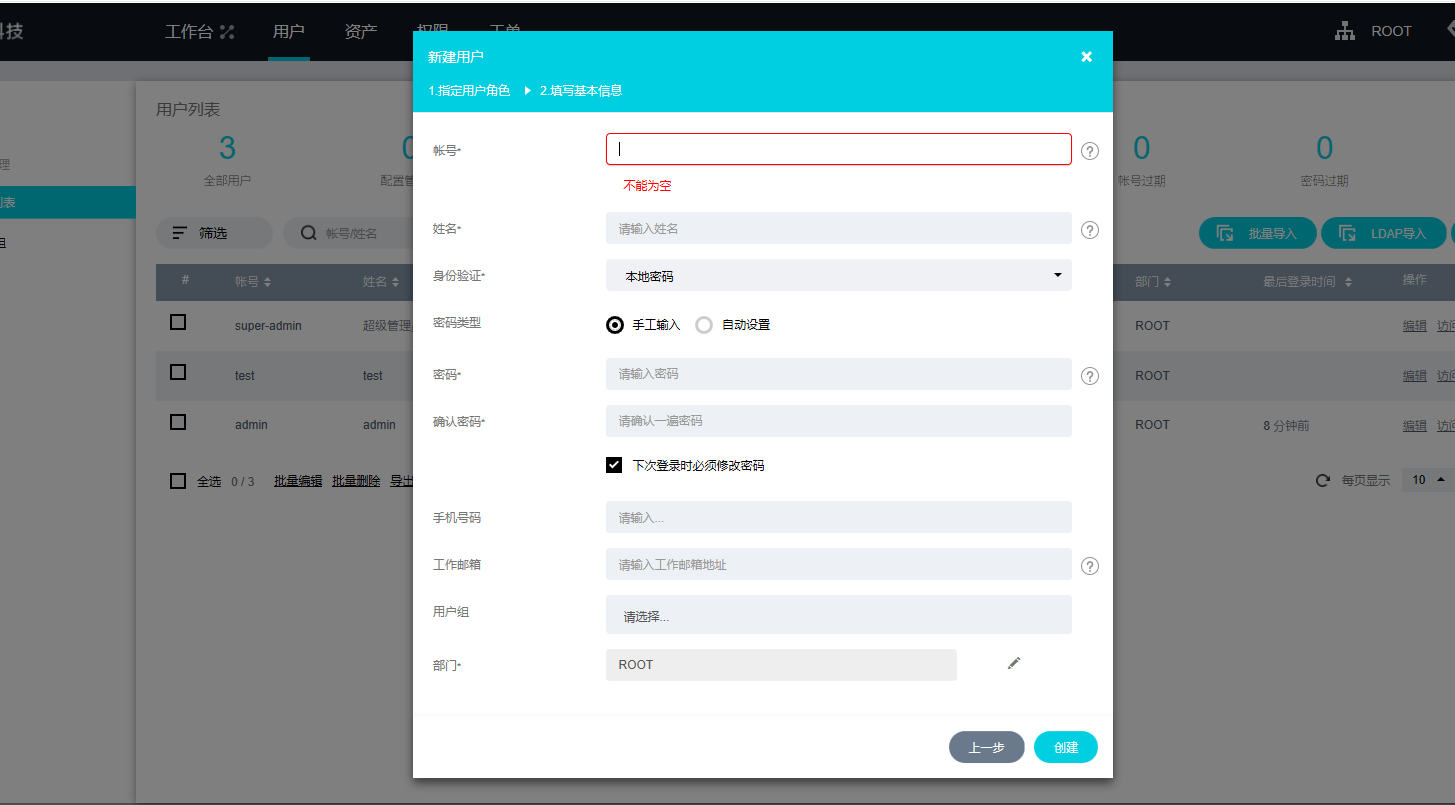 科技
工作台 用户 资产 权限 工单 ROOT
新建用户
1.指定用户角色 2.填写基本信息
用户列表
3 0 0 0
全部用户 配置管 帐号过期 密码过期
理
列表
组
筛选 帐号/姓名 批量导入 LDAP导入
# 帐号 姓名 部门 最后登录时间 操作
super-admin 超级管理 ROOT 编辑 访问
test test ROOT 编辑 访问
admin admin ROOT 8 分钟前 编辑 访问
全选 0 / 3 批量编辑 批量删除 导出 每页显示 10
帐号*
不能为空
姓名* 请输入姓名
身份验证* 本地密码
密码类型 手工输入 自动设置
密码* 请输入密码
确认密码* 请确认一遍密码
下次登录时必须修改密码
手机号码 请输入...
工作邮箱 请输入工作邮箱地址
用户组 请选择...
部门* ROOT
上一步 创建